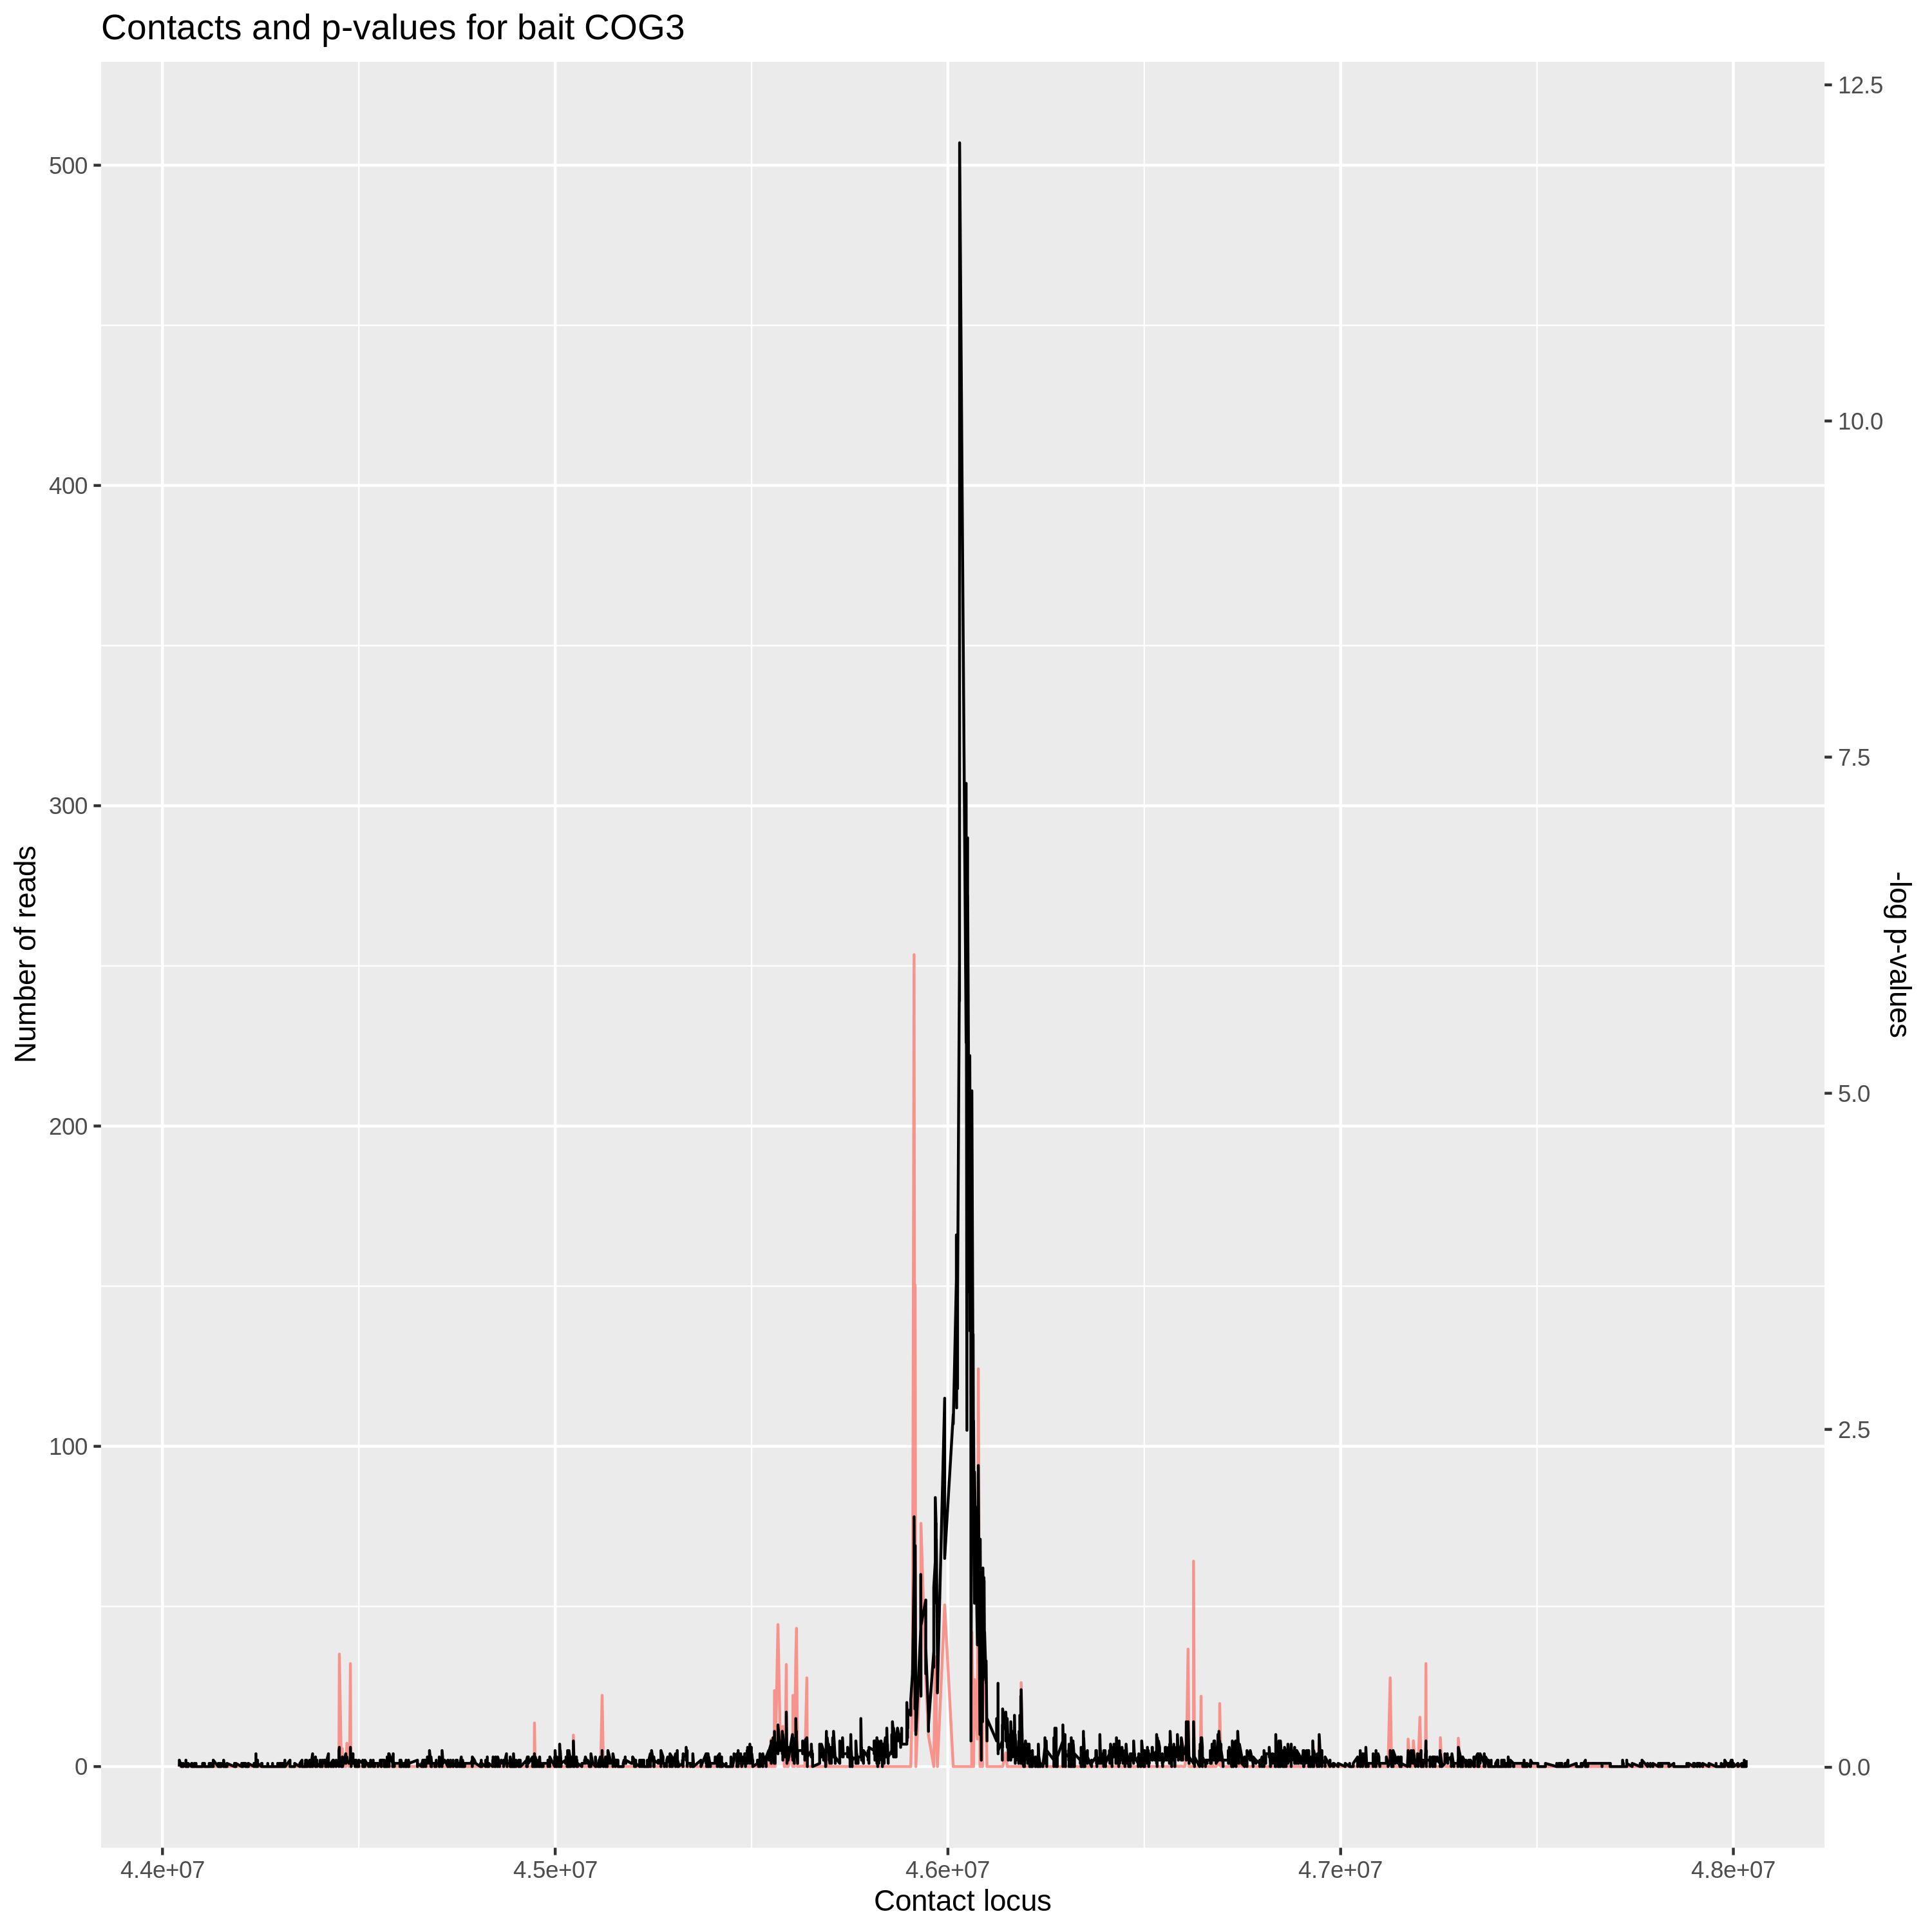 Contacts and p-values for bait COG3
500
400
300
200
100
0
Number of reads
12.5
10.0
7.5
5.0
2.5
0.0
-log p-values
4.4e+07
4.5e+07
4.6e+07
4.7e+07
4.8e+07
Contact locus